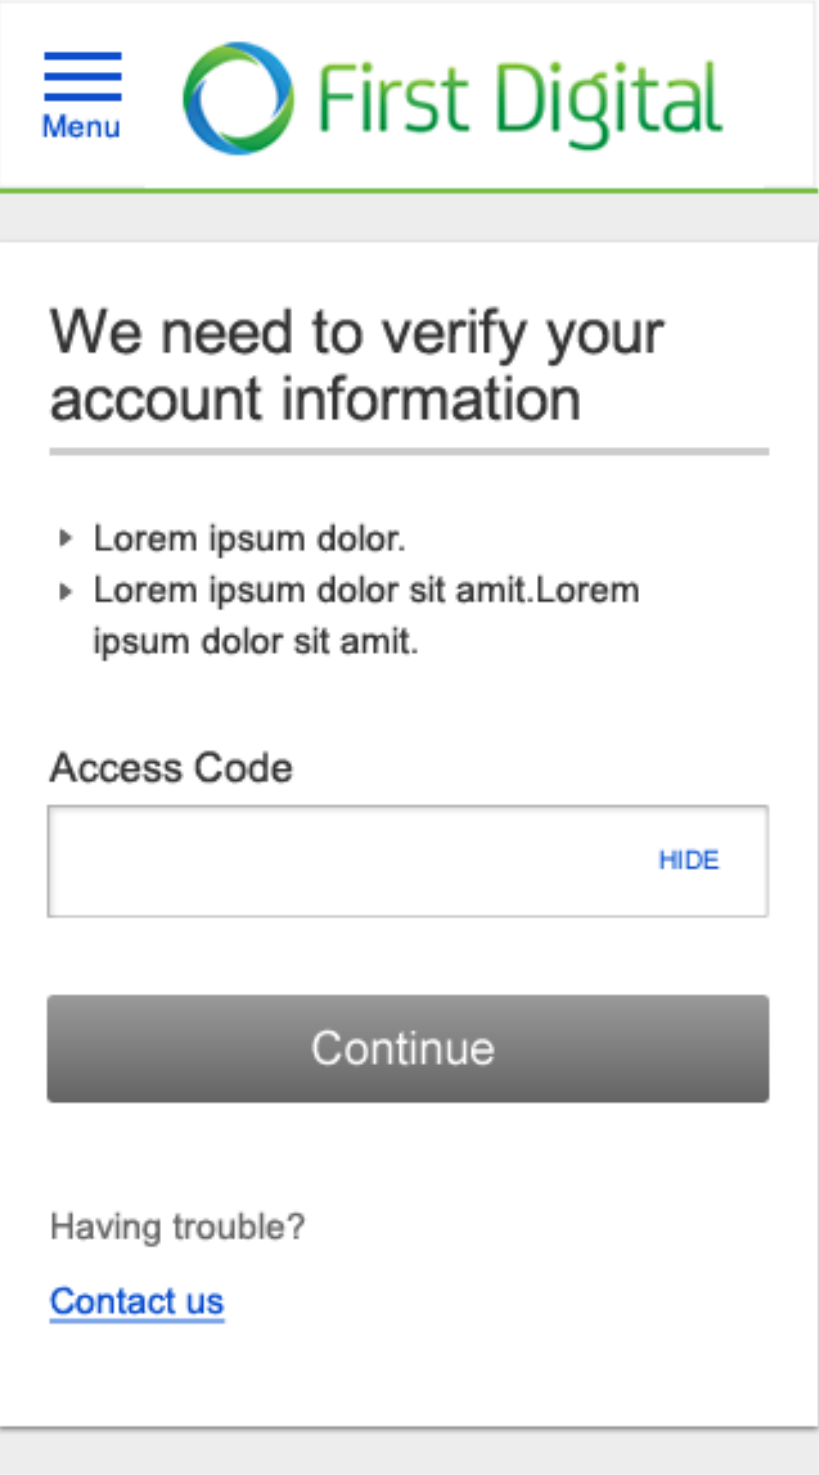 Menu
First Digital
We need to verify your
account information
Lorem ipsum dolor.
Lorem ipsum dolor sit amit.Lorem
ipsum dolor sit amit.
Access Code
HIDE
Continue
Having trouble?
Contact us